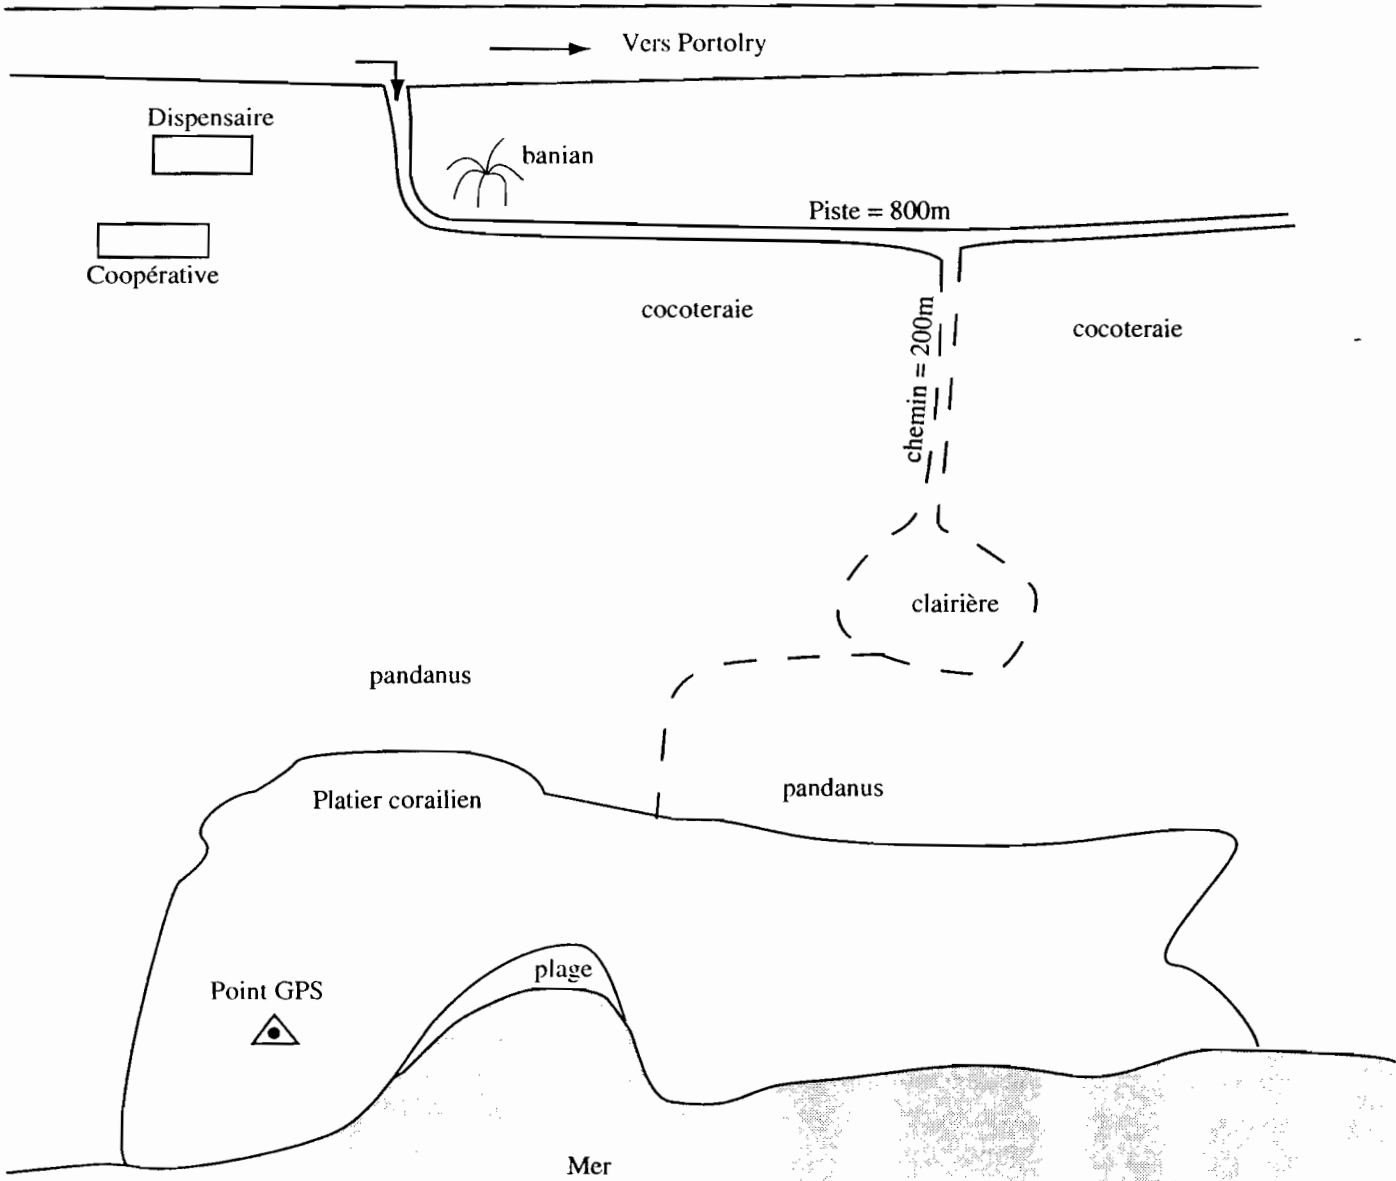 Vers Portolry
Dispensaire
banian
Piste = 800m
Coopérative
cocoteraie
cocoteraie
chemin = 200m
clairière
pandanus
pandanus
Platier corailien
plage
Point GPS
Mer